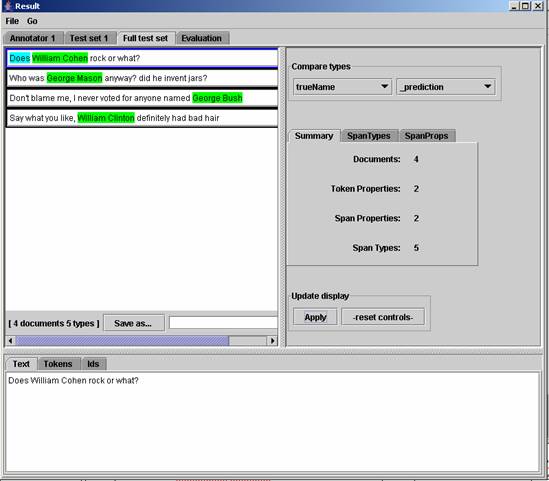 Result
File Go
Annotator 1 Test set 1 Full test set Evaluation
Does William Cohen rock or what?
Who was George Mason anyway? did he invent jars?
Don't blame me, I never voted for anyone named George Bush
Say what you like, William Clinton definitely had bad hair
[ 4 documents 5 types ] Save as...
Compare types
trueName _prediction
Summary SpanTypes SpanProps
Documents: 4
Token Properties: 2
Span Properties: 2
Span Types: 5
Update display
Apply -reset controls-
Text Tokens Ids
Does William Cohen rock or what?